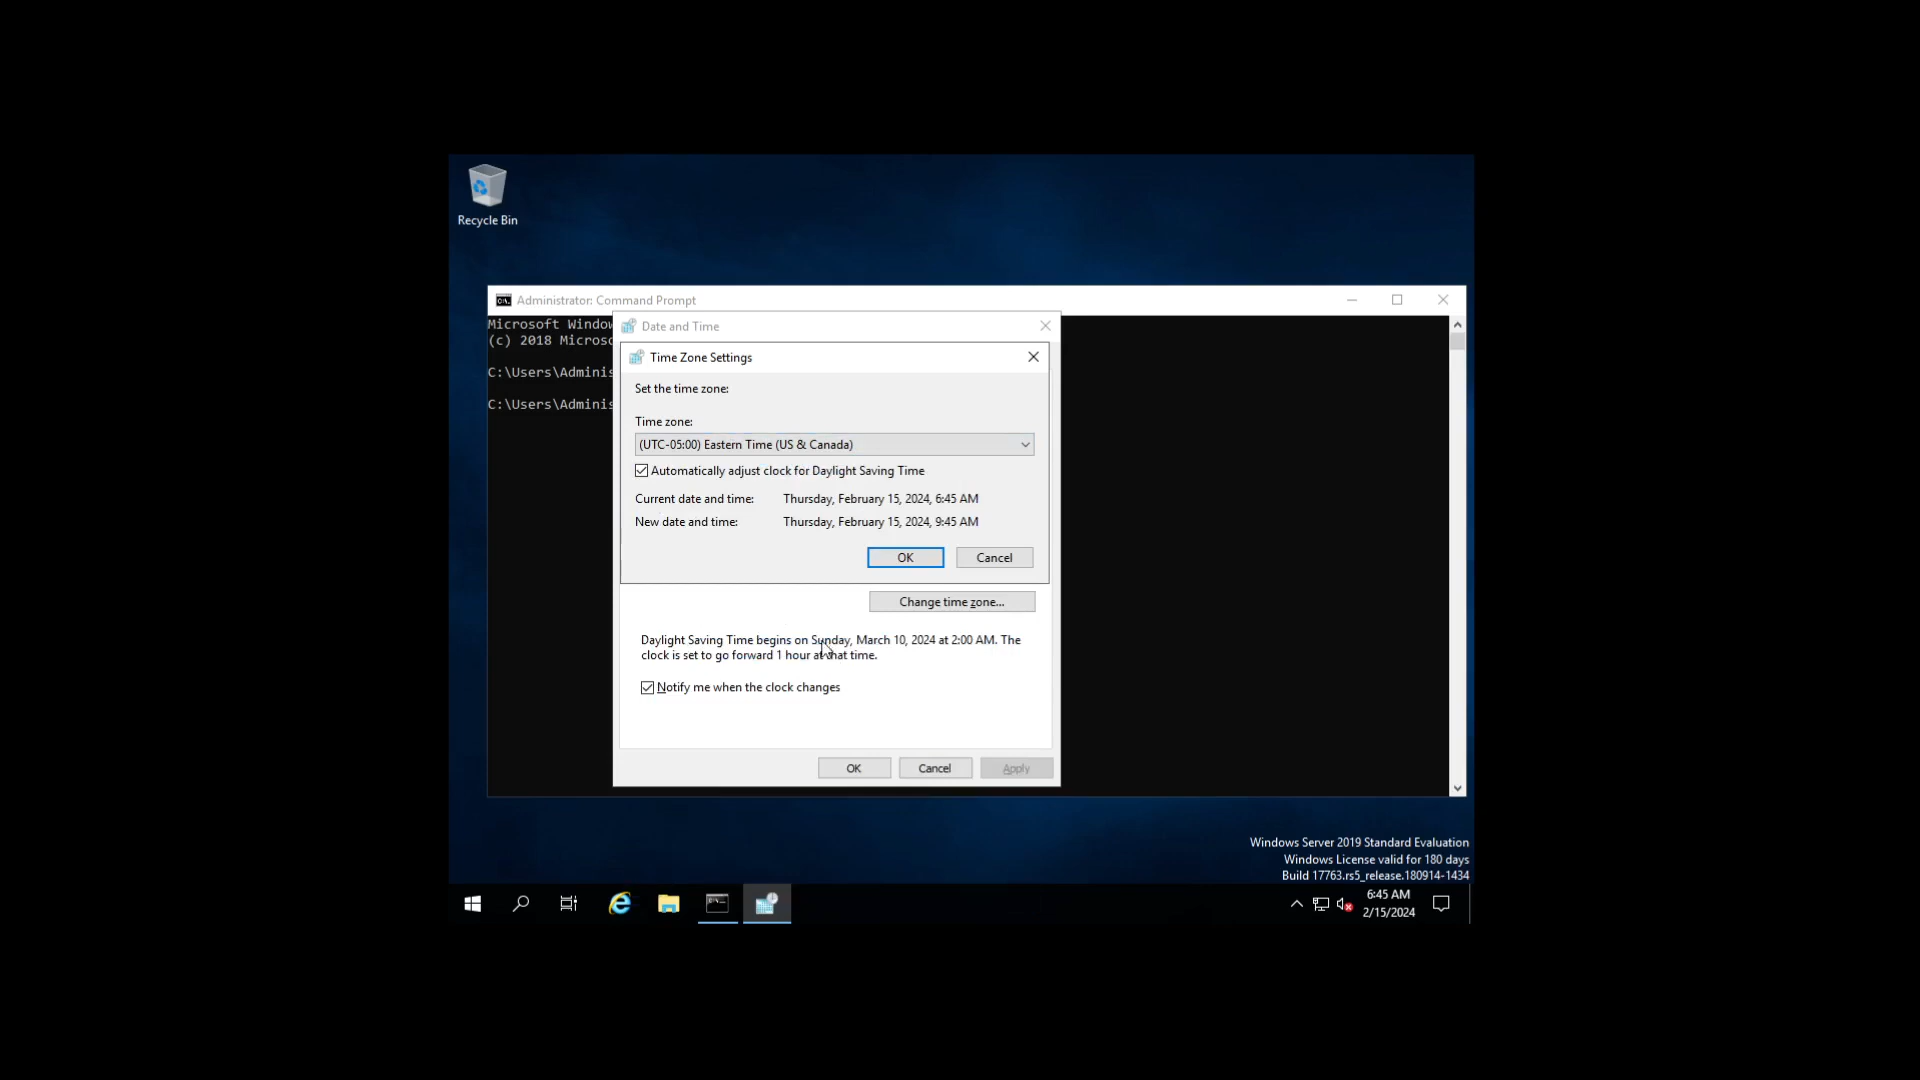 Recycle Bin
Administrator: Command Prompt
Microsoft Windo
(c) 2018 Microso
C:\Users\Adminis
C:\Users\Adminis
Date and Time
Time Zone Settings
Set the time zone:
Time zone:
(UTC-05:00) Eastern Time (US & Canada)
Automatically adjust clock for Daylight Saving Time
Current date and time: Thursday, February 15, 2024, 6:45 AM
New date and time: Thursday, February 15, 2024, 9:45 AM
OK Cancel
Change time zone...
Daylight Saving Time begins on Sunday, March 10, 2024 at 2:00 AM. The
clock is set to go forward 1 hour at that time.
Notify me when the clock changes
OK Cancel Apply
Windows Server 2019 Standard Evaluation
Windows License valid for 180 days
Build 17763.rs5_release.180914-1434
6:45 AM
2/15/2024